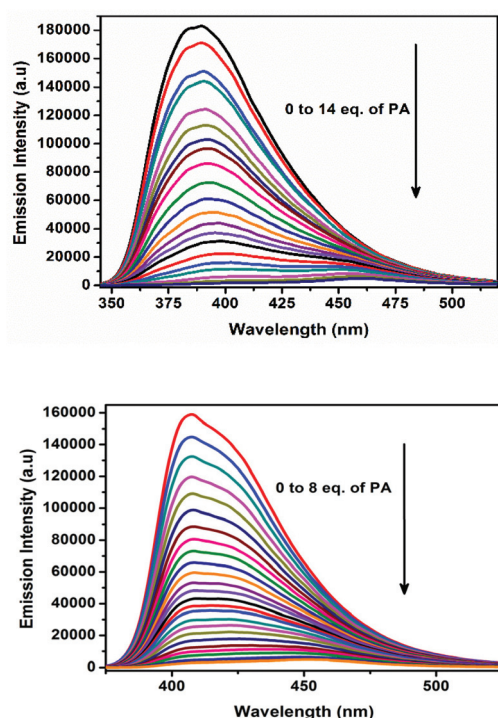 180000
160000
140000
120000
100000
80000
60000
40000
20000
0
Emission Intensity (a.u)
0 to 14 eq. of PA
350 375 400 425 450 475 500
Wavelength (nm)
160000
140000
120000
100000
80000
60000
40000
20000
0
Emission Intensity (a.u)
0 to 8 eq. of PA
400 450 500
Wavelength (nm)